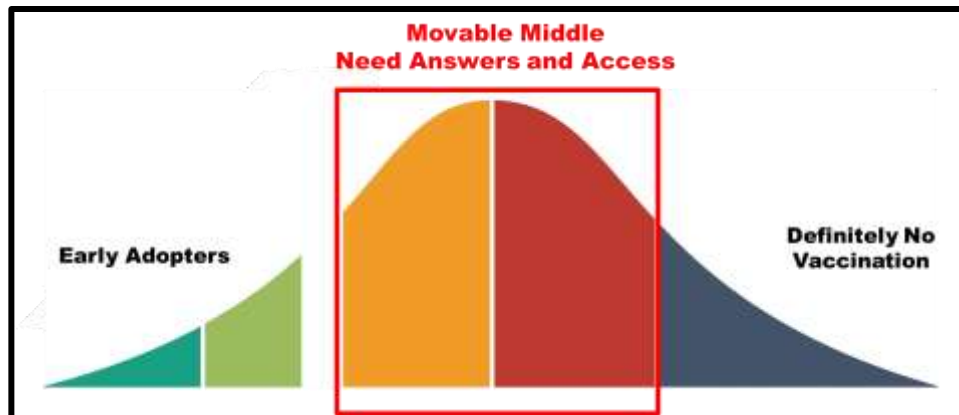 Movable Middle
Need Answers and Access
Early Adopters
Definitely No
Vaccination